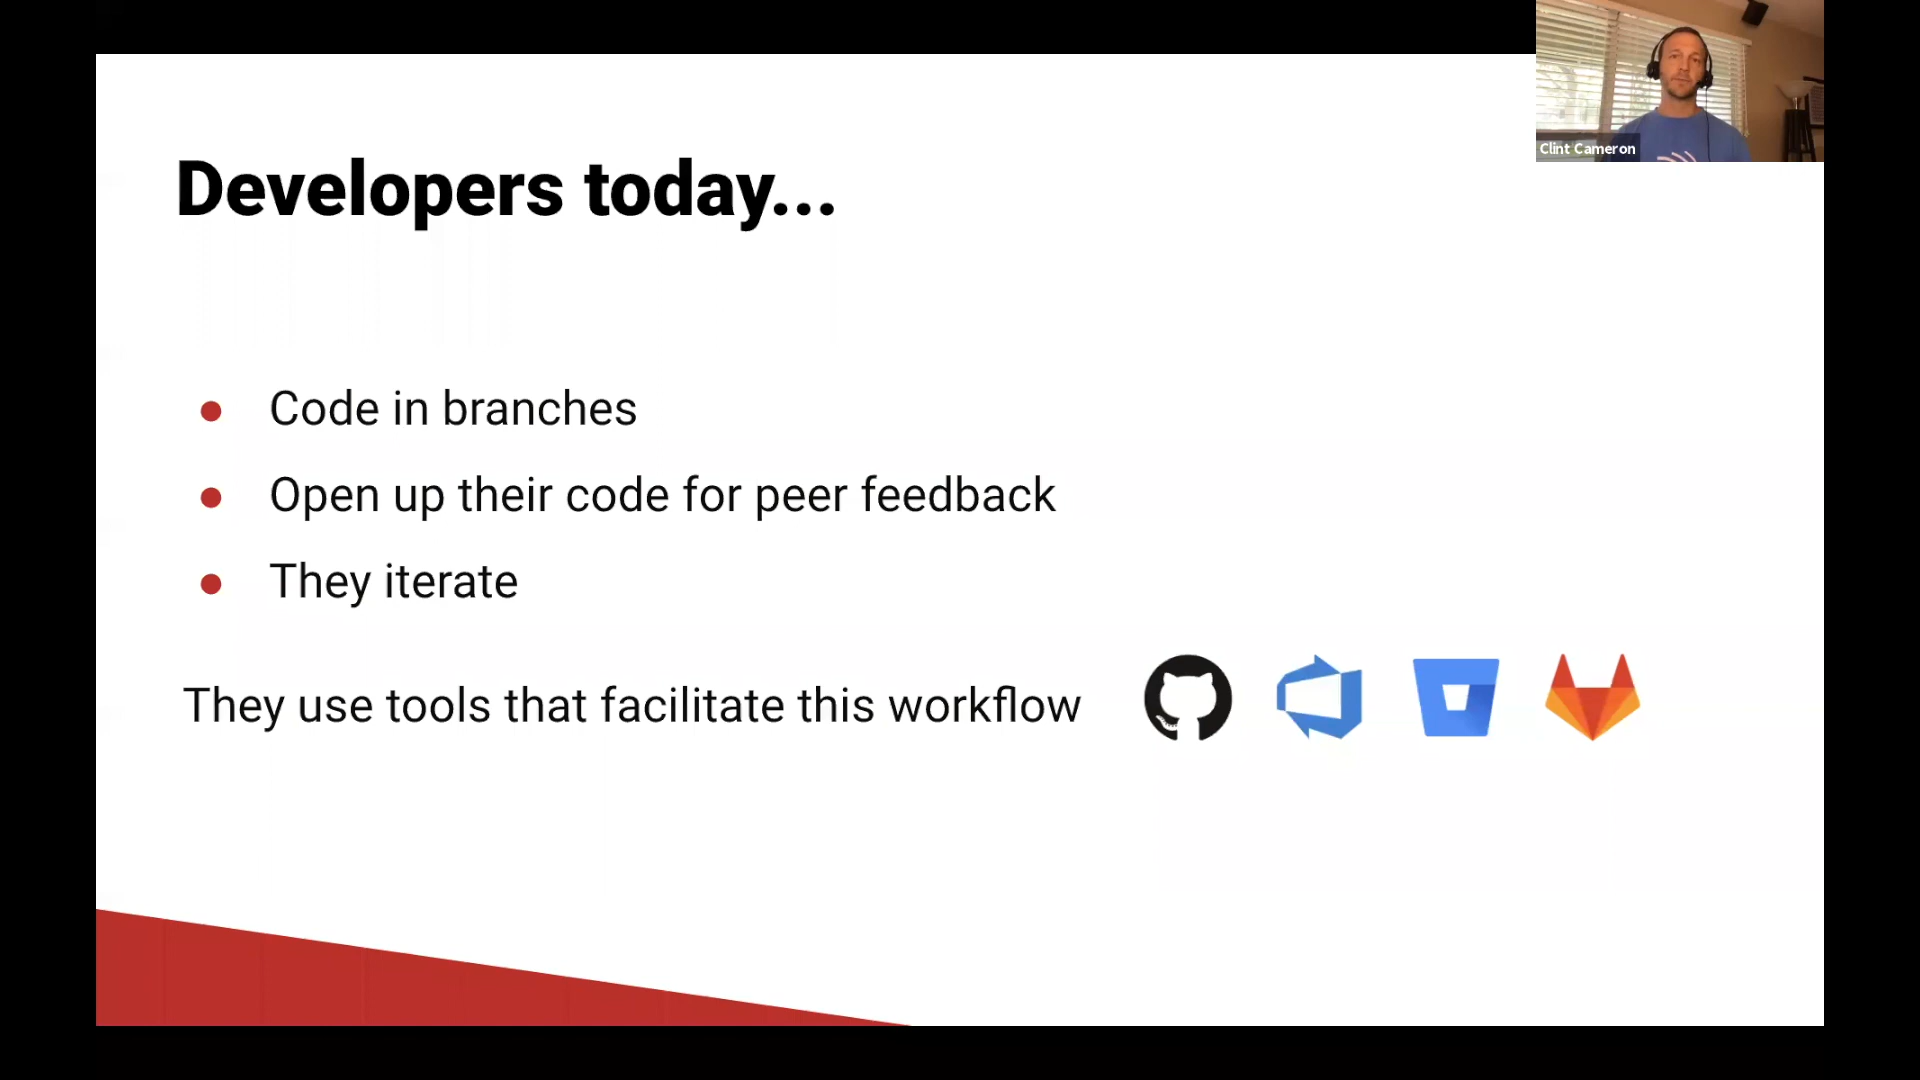 Clint Cameron
Developers today...
Code in branches
Open up their code for peer feedback
They iterate
They use tools that facilitate this workflow